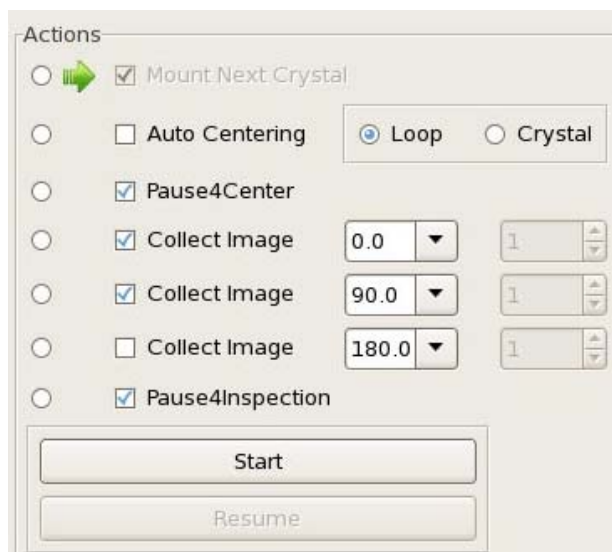 Actions
Mount Next Crystal
Auto Centering Loop Crystal
Pause4Center
Collect Image 0.0 1
Collect Image 90.0 1
Collect Image 180.0 1
Pause4Inspection
Start
Resume